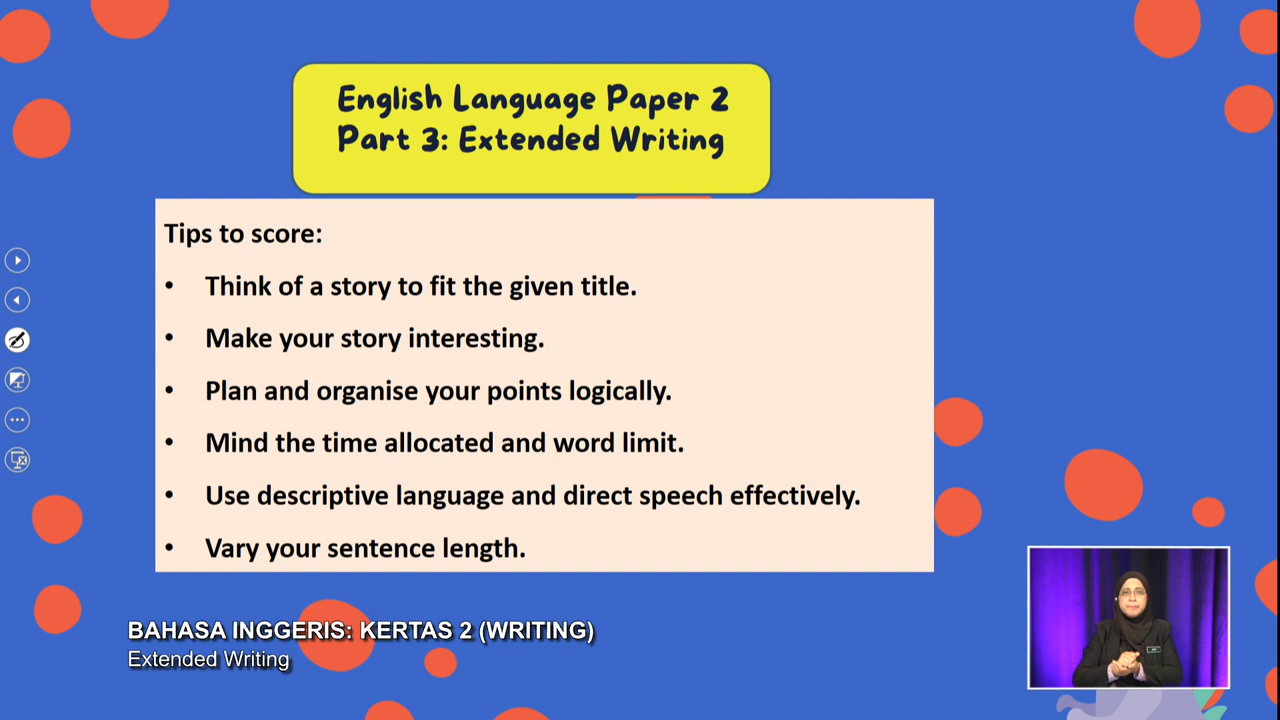 English Language Paper 2
Part 3: Extended Writing
Tips to score:
• Think of a story to fit the given title.
• Make your story interesting.
• Plan and organise your points logically.
• Mind the time allocated and word limit.
• Use descriptive language and direct speech effectively.
• Vary your sentence length.
BAHASA INGGERIS: KERTAS 2 (WRITING)
Extended Writing